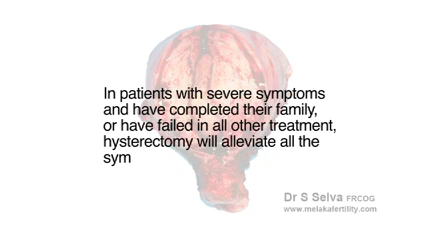 In patients with severe symptoms
and have completed their family,
or have failed in all other treatment,
hysterectomy will alleviate all the
sym
Dr S Selva FRCOG
www.melakafertility.com